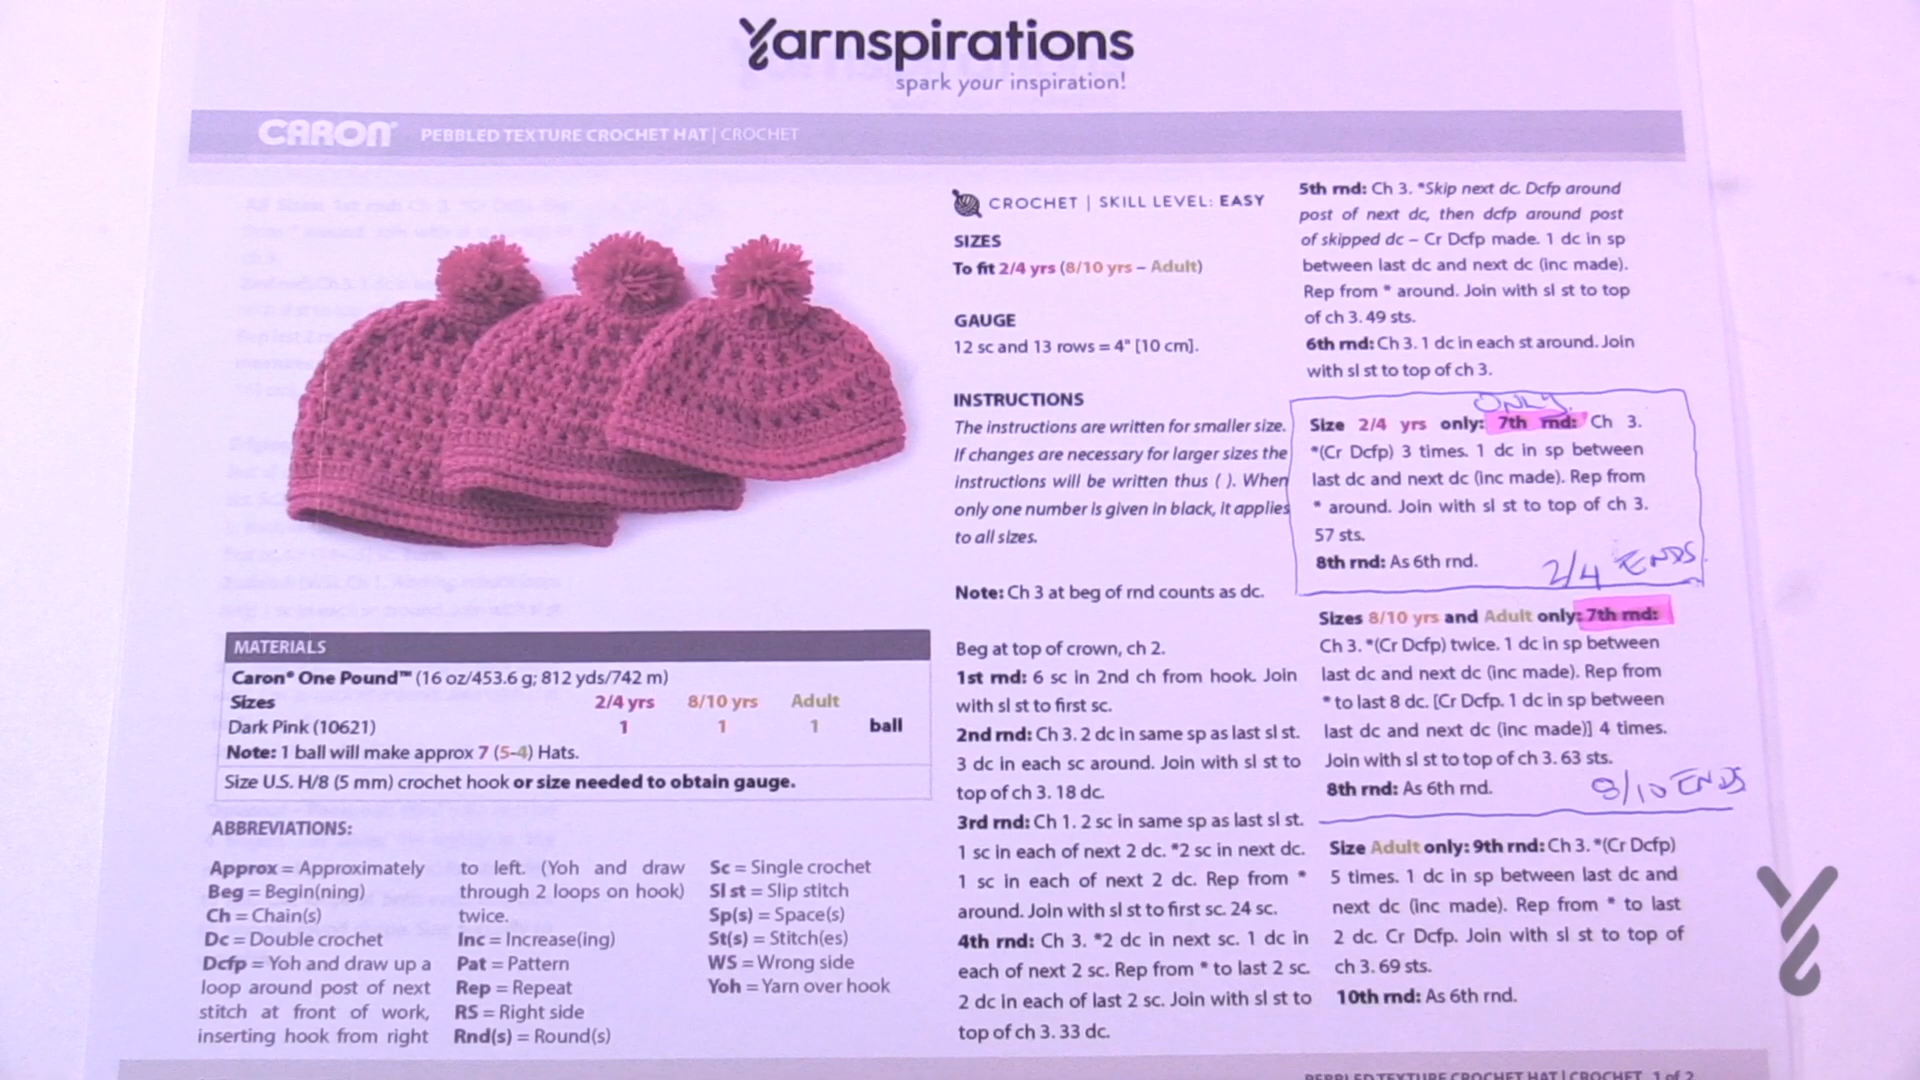 Yarnspirations
spark your inspiration!
CARON® PEBBLED TEXTURE CROCHET HAT | CROCHET
CROCHET | SKILL LEVEL: EASY
SIZES
To fit 2/4 yrs (8/10 yrs – Adult)
GAUGE
12 sc and 13 rows = 4" [10 cm].
INSTRUCTIONS
The instructions are written for smaller size.
If changes are necessary for larger sizes the
instructions will be written thus ( ). When
only one number is given in black, it applies
to all sizes.
Note: Ch 3 at beg of rnd counts as dc.
Beg at top of crown, ch 2.
1st rnd: 6 sc in 2nd ch from hook. Join
with sl st to first sc.
2nd rnd: Ch 3. 2 dc in same sp as last sl st.
3 dc in each sc around. Join with sl st to
top of ch 3. 18 dc.
3rd rnd: Ch 1. 2 sc in same sp as last sl st.
1 sc in each of next 2 dc. *2 sc in next dc.
1 sc in each of next 2 dc. Rep from *
around. Join with sl st to first sc. 24 sc.
4th rnd: Ch 3. *2 dc in next sc. 1 dc in
each of next 2 sc. Rep from * to last 2 sc.
2 dc in each of last 2 sc. Join with sl st to
top of ch 3. 33 dc.
5th rnd: Ch 3. *Skip next dc. Dcfp around
post of next dc, then dcfp around post
of skipped dc – Cr Dcfp made. 1 dc in sp
between last dc and next dc (inc made).
Rep from * around. Join with sl st to top
of ch 3. 49 sts.
6th rnd: Ch 3. 1 dc in each st around. Join
with sl st to top of ch 3.
ONLY
Size 2/4 yrs only: 7th rnd: Ch 3.
*(Cr Dcfp) 3 times. 1 dc in sp between
last dc and next dc (inc made). Rep from
* around. Join with sl st to top of ch 3.
57 sts.
8th rnd: As 6th rnd.
2/4 ENDS
Sizes 8/10 yrs and Adult only: 7th rnd:
Ch 3. *(Cr Dcfp) twice. 1 dc in sp between
last dc and next dc (inc made). Rep from
* to last 8 dc. [Cr Dcfp. 1 dc in sp between
last dc and next dc (inc made)] 4 times.
Join with sl st to top of ch 3. 63 sts.
8th rnd: As 6th rnd.
8/10 ENDS
Size Adult only: 9th rnd: Ch 3. *(Cr Dcfp)
5 times. 1 dc in sp between last dc and
next dc (inc made). Rep from * to last
2 dc. Cr Dcfp. Join with sl st to top of
ch 3. 69 sts.
10th rnd: As 6th rnd.
MATERIALS
Caron® One Pound™ (16 oz/453.6 g; 812 yds/742 m)
Sizes 2/4 yrs 8/10 yrs Adult
Dark Pink (10621) 1 1 1 ball
Note: 1 ball will make approx 7 (5-4) Hats.
Size U.S. H/8 (5 mm) crochet hook or size needed to obtain gauge.
ABBREVIATIONS:
Approx = Approximately
Beg = Begin(ning)
Ch = Chain(s)
Dc = Double crochet
Dcfp = Yoh and draw up a
loop around post of next
stitch at front of work,
inserting hook from right
to left. (Yoh and draw
through 2 loops on hook)
twice.
Inc = Increase(ing)
Pat = Pattern
Rep = Repeat
RS = Right side
Rnd(s) = Round(s)
Sc = Single crochet
Sl st = Slip stitch
Sp(s) = Space(s)
St(s) = Stitch(es)
WS = Wrong side
Yoh = Yarn over hook
PEBBLED TEXTURE CROCHET HAT | CROCHET 1 of 2